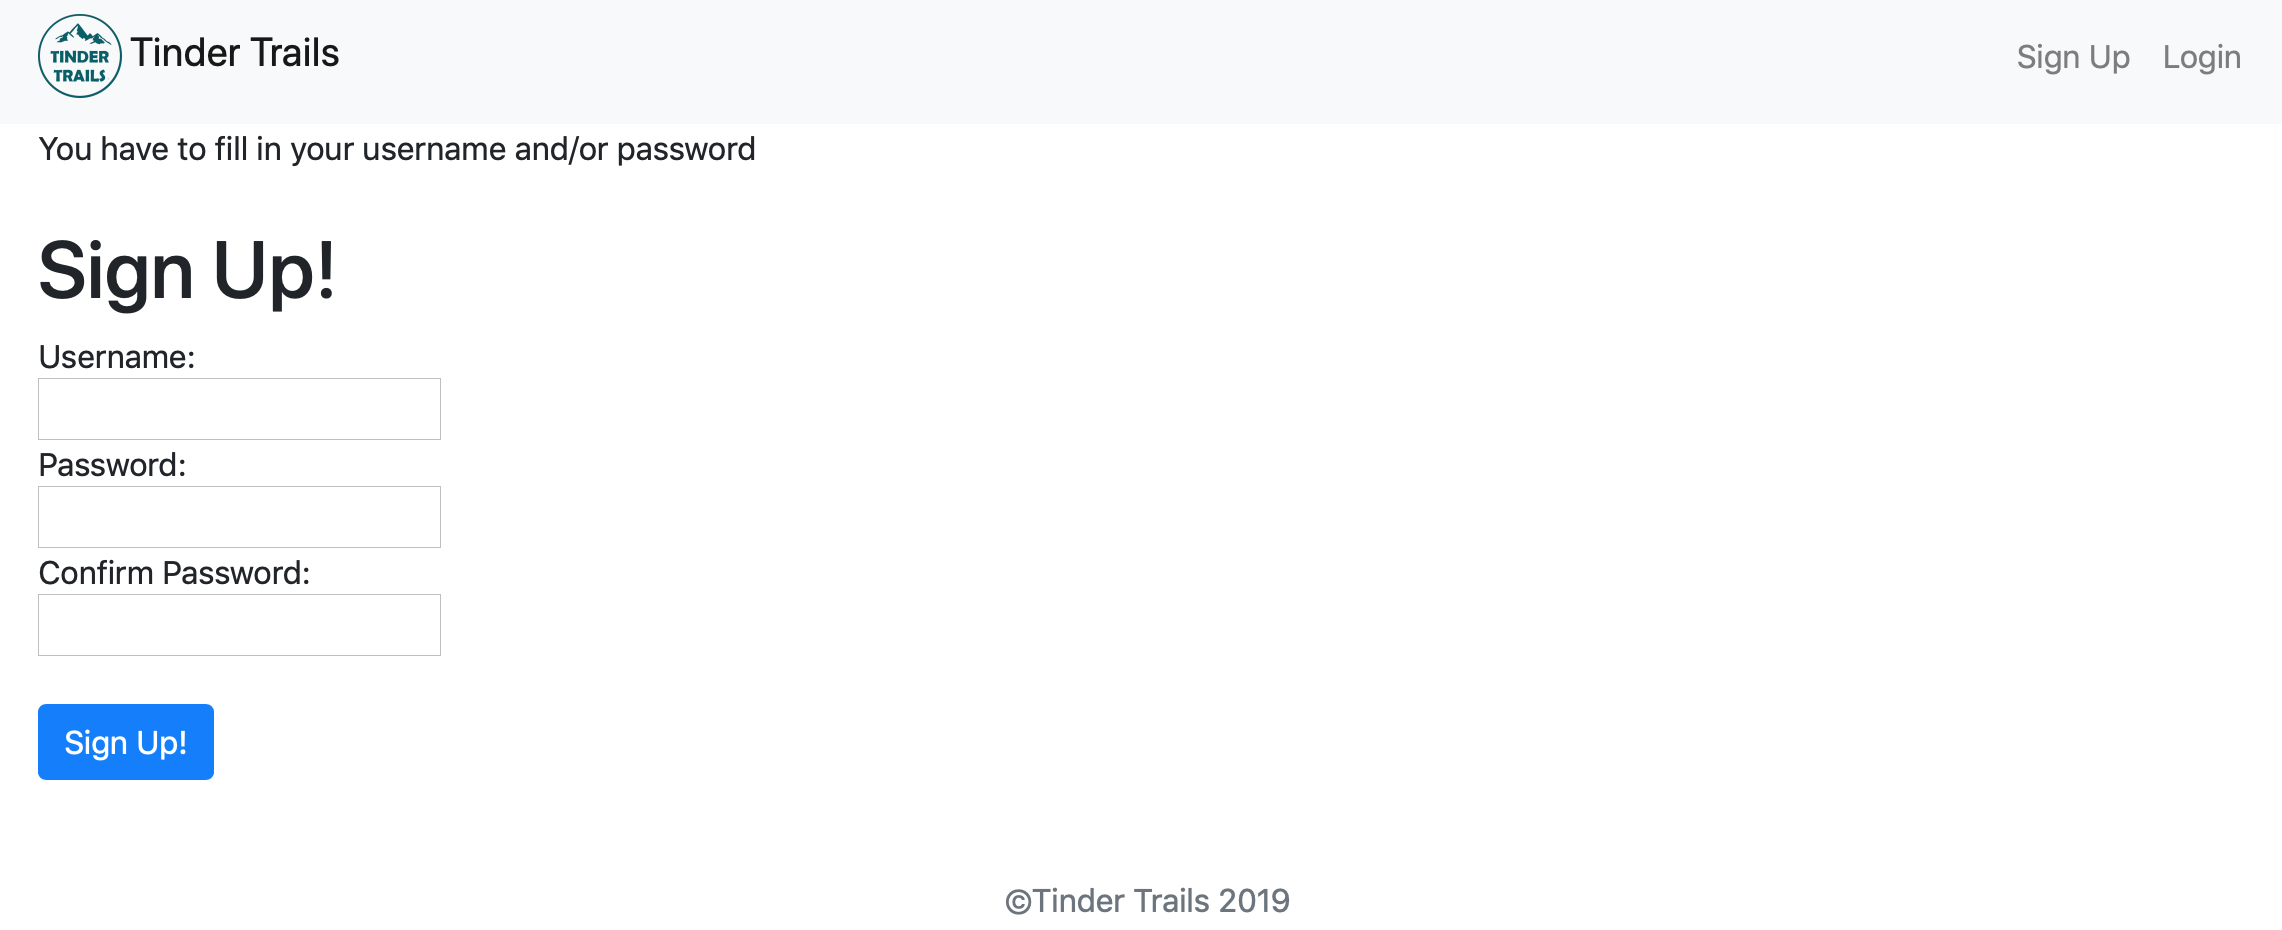 TINDER
TRAILS
Tinder Trails
Sign Up
Login
You have to fill in your username and/or password
Sign Up!
Username:
Password:
Confirm Password:
Sign Up!
©Tinder Trails 2019